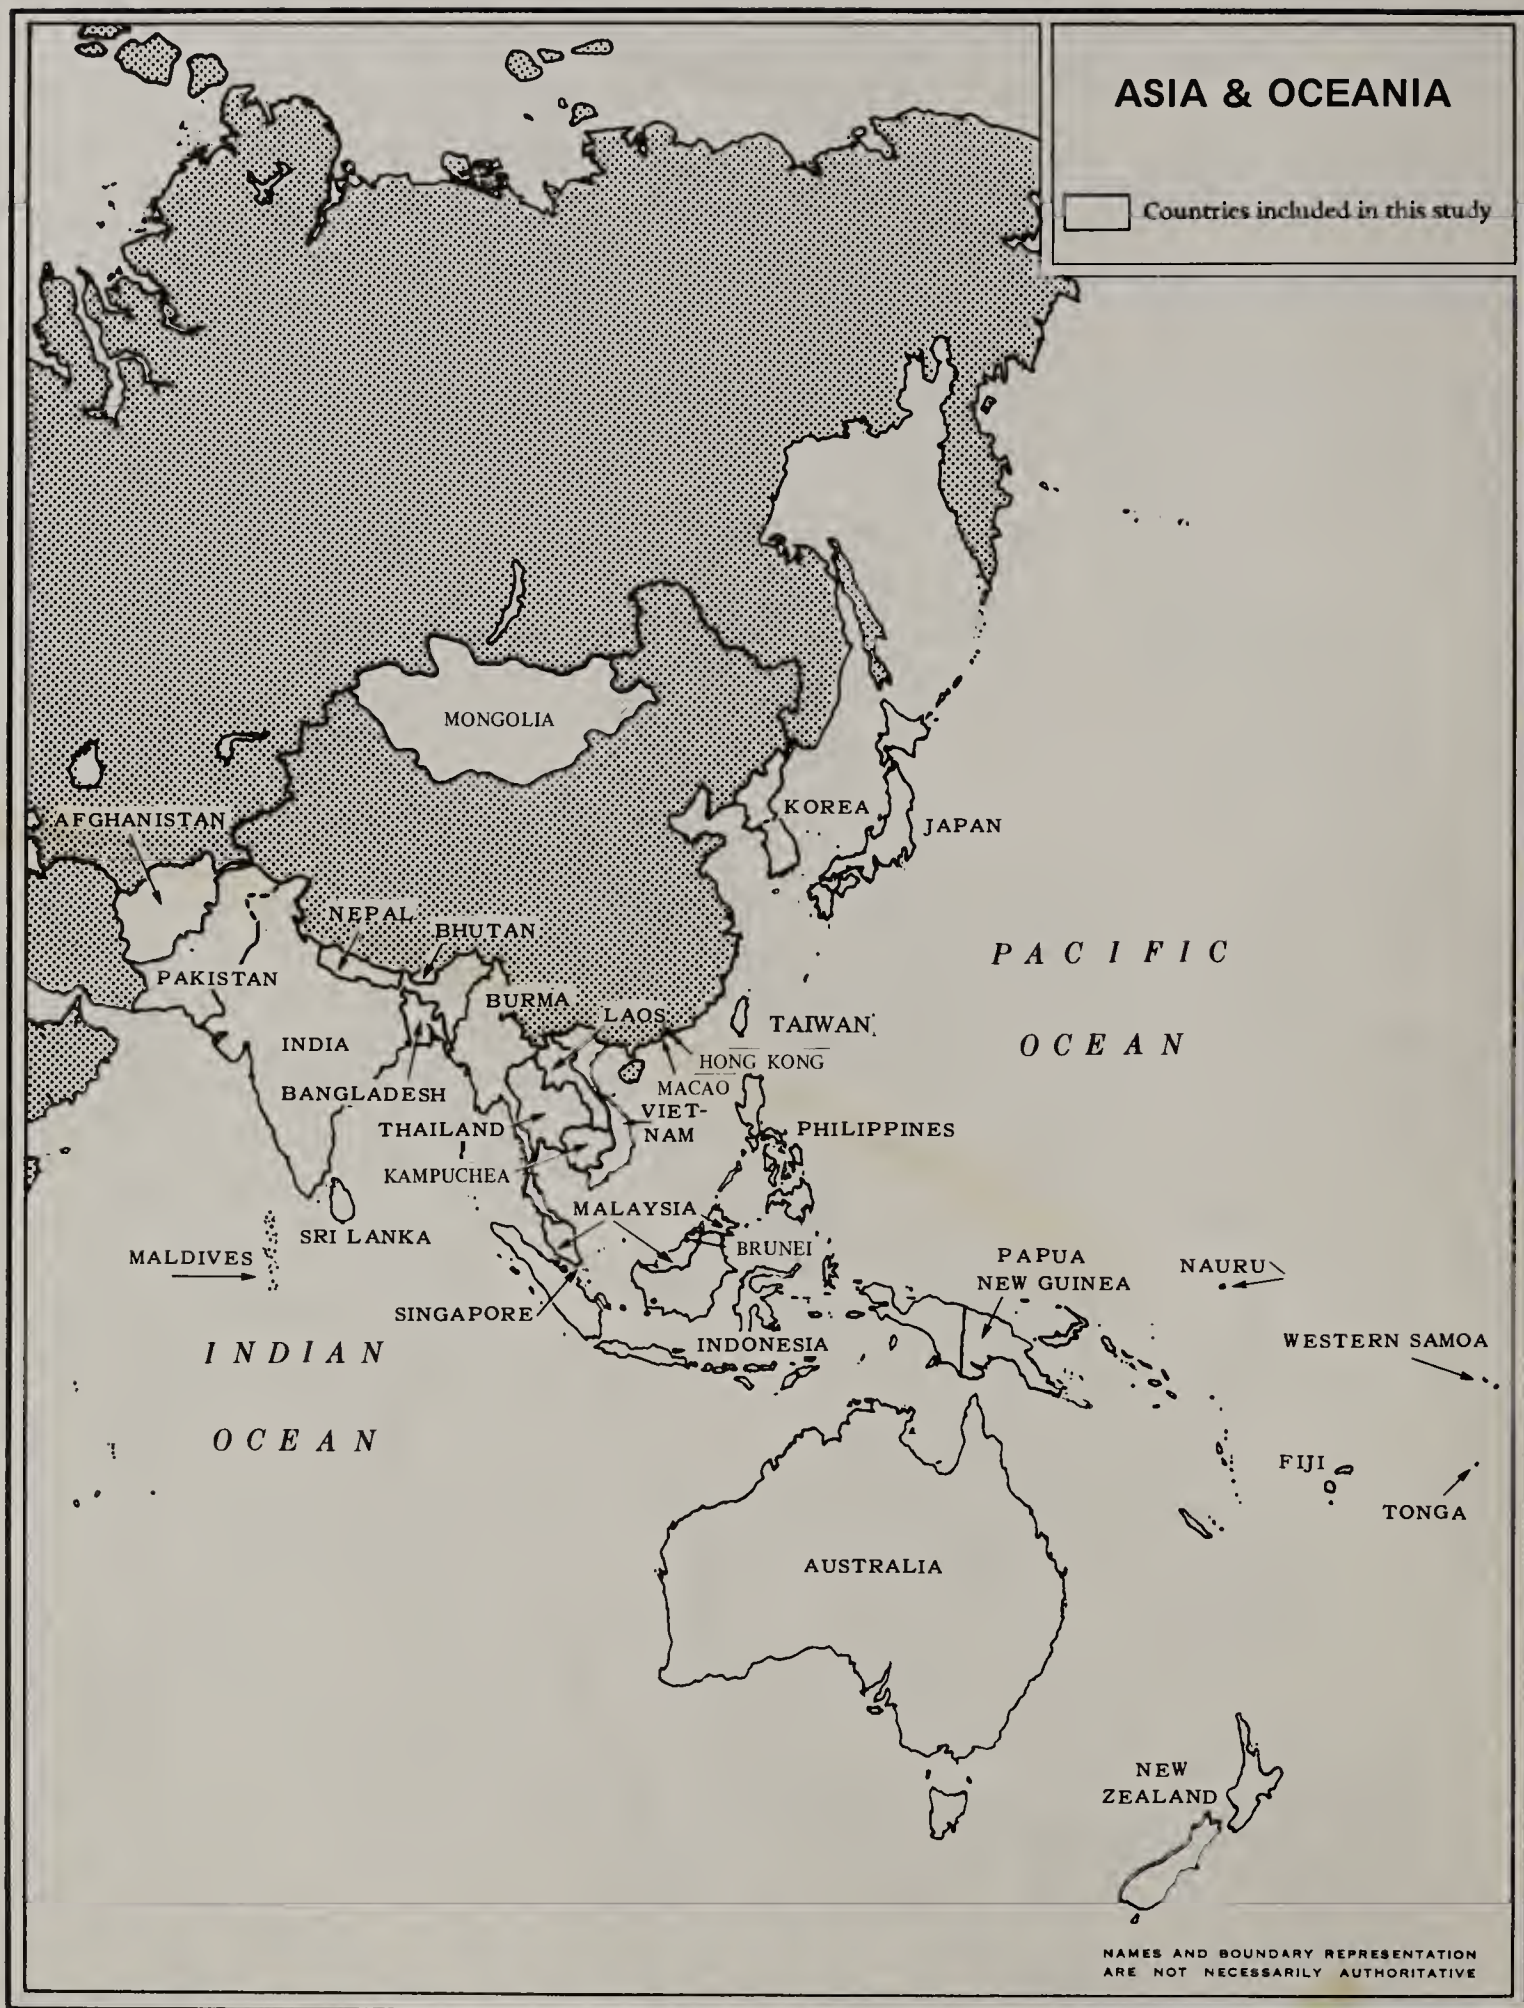 ASIA & OCEANIA
Countries included in this study
MONGOLIA
KOREA
AFGHANISTAN
JAPAN
NEPAL
BHUTAN
PACIFIC
PAKISTAN
BURMA
LAOS
TAIWAN
INDIA
OCEAN
HONG KONG
MACAO
BANGLADESH
VIET-
NAM
THAILAND
PHILIPPINES
KAMPUCHEA
MALAYSIA
SRI LANKA
BRUNEI
MALDIVES
PAPUA
NEW GUINEA
NAURU
SINGAPORE
INDONESIA
WESTERN SAMOA
INDIAN
OCEAN
FIJI
TONGA
AUSTRALIA
NEW
ZEALAND
NAMES AND BOUNDARY REPRESENTATION
ARE NOT NECESSARILY AUTHORITATIVE